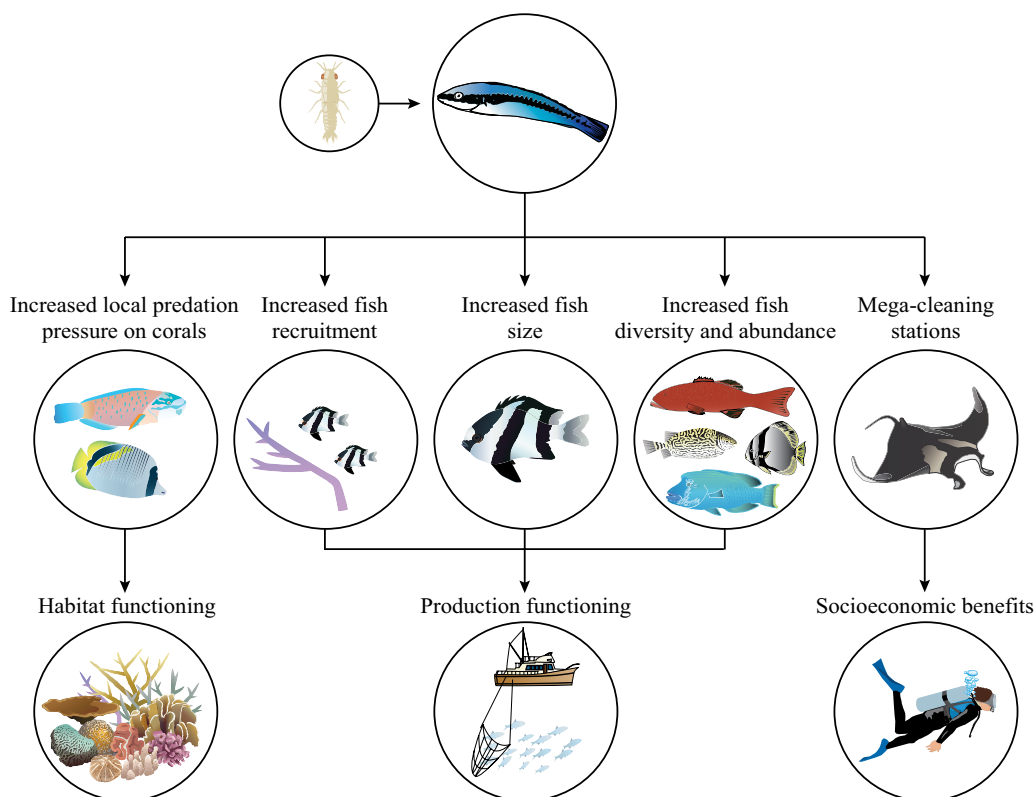 Increased local predation
pressure on corals
Increased fish
recruitment
Increased fish
size
Increased fish
diversity and abundance
Mega-cleaning
stations
Habitat functioning
Production functioning
Socioeconomic benefits